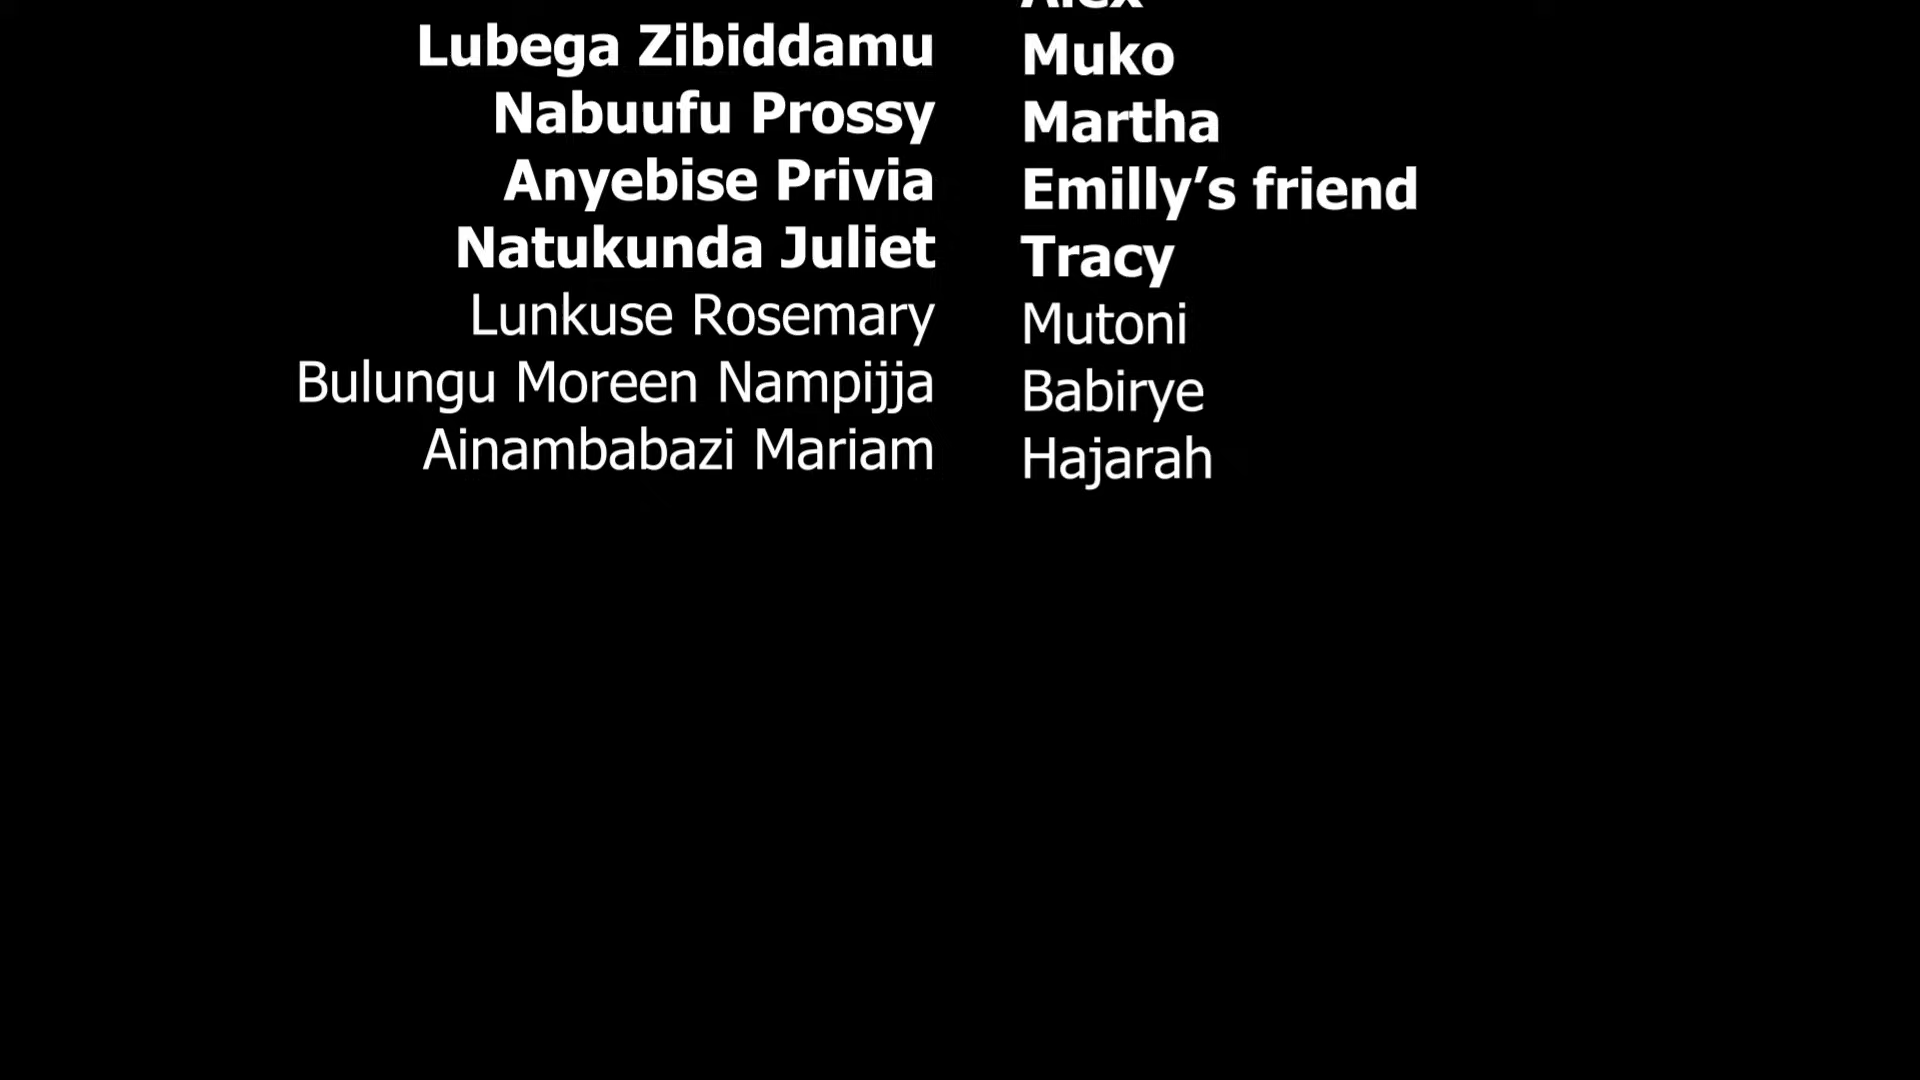 Alex
Lubega Zibiddamu Muko
Nabuufu Prossy Martha
Anyebise Privia Emilly’s friend
Natukunda Juliet Tracy
Lunkuse Rosemary Mutoni
Bulungu Moreen Nampijja Babirye
Ainambabazi Mariam Hajarah